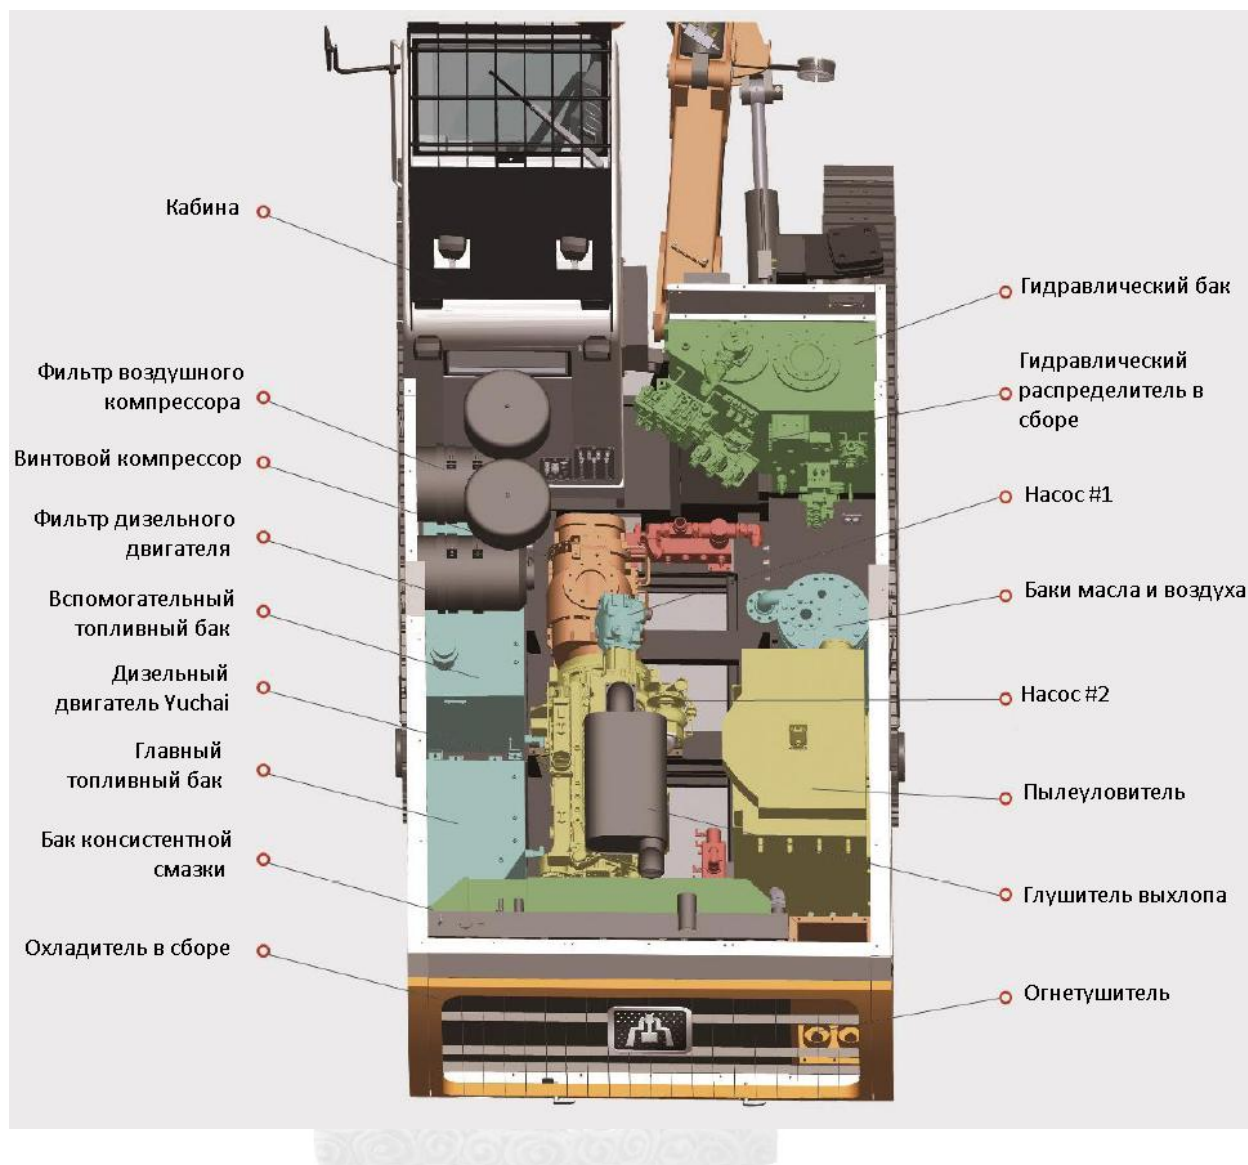 Кабина
Фильтр воздушного
компрессора
Винтовой компрессор
Фильтр дизельного
двигателя
Вспомогательный
топливный бак
Дизельный
двигатель Yuchai
Главный
топливный бак
Бак консистентной
смазки
Охладитель в сборе
Гидравлический бак
Гидравлический
распределитель в
сборе
Насос #1
Баки масла и воздуха
Насос #2
Пылеуловитель
Глушитель выхлопа
Огнетушитель